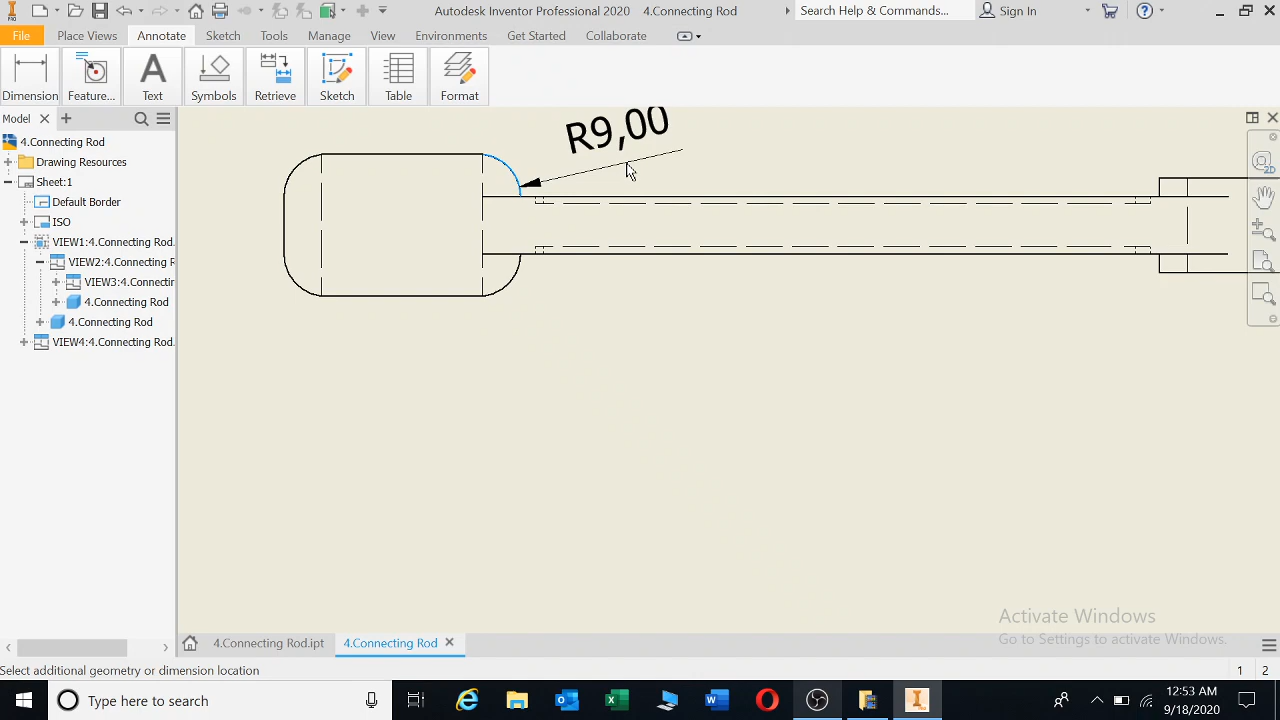 Autodesk Inventor Professional 2020 4.Connecting Rod
Search Help & Commands...
Sign In
File
Place Views
Annotate
Sketch
Tools
Manage
View
Environments
Get Started
Collaborate
Dimension
Feature...
Text
Symbols
Retrieve
Sketch
Table
Format
Model
4.Connecting Rod
Drawing Resources
Sheet:1
Default Border
ISO
VIEW1:4.Connecting Rod.
VIEW2:4.Connecting R
VIEW3:4.Connectin
4.Connecting Rod
4.Connecting Rod
VIEW4:4.Connecting Rod.
R9,00
2D
Activate Windows
Go to Settings to activate Windows.
4.Connecting Rod.ipt
4.Connecting Rod
Select additional geometry or dimension location
1 2
Type here to search
12:53 AM
9/18/2020